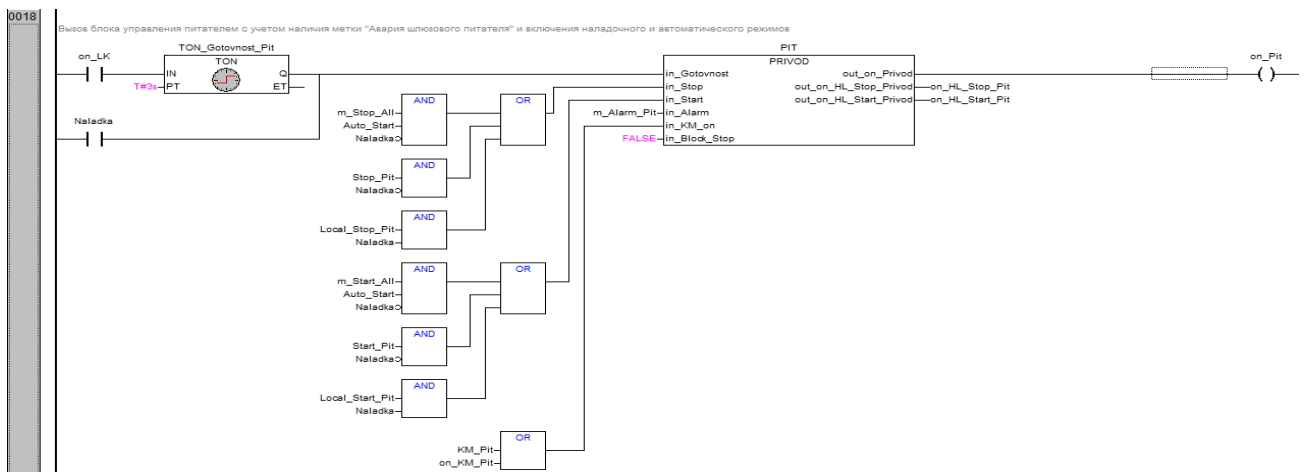 0018
Вызов блока управления питателем с учетом наличия метки "Авария шлюзового питателя" и включения наладочного и автоматического режимов
on_LK
TON_Gotovnost_Pit
TON
IN
Q
T#3s
PT
ET
Naladka
PIT
PRIVOD
in_Gotovnost
out_on_Privod
in_Stop
out_on_HL_Stop_Privod
on_HL_Stop_Pit
in_Start
out_on_HL_Start_Privod
on_HL_Start_Pit
m_Alarm_Pit
in_Alarm
in_KM_on
FALSE
in_Block_Stop
on_Pit
( )
AND
OR
m_Stop_All
Auto_Start
Naladka
AND
Stop_Pit
Naladka
AND
Local_Stop_Pit
Naladka
AND
OR
m_Start_All
Auto_Start
Naladka
AND
Start_Pit
Naladka
AND
Local_Start_Pit
Naladka
OR
KM_Pit
on_KM_Pit